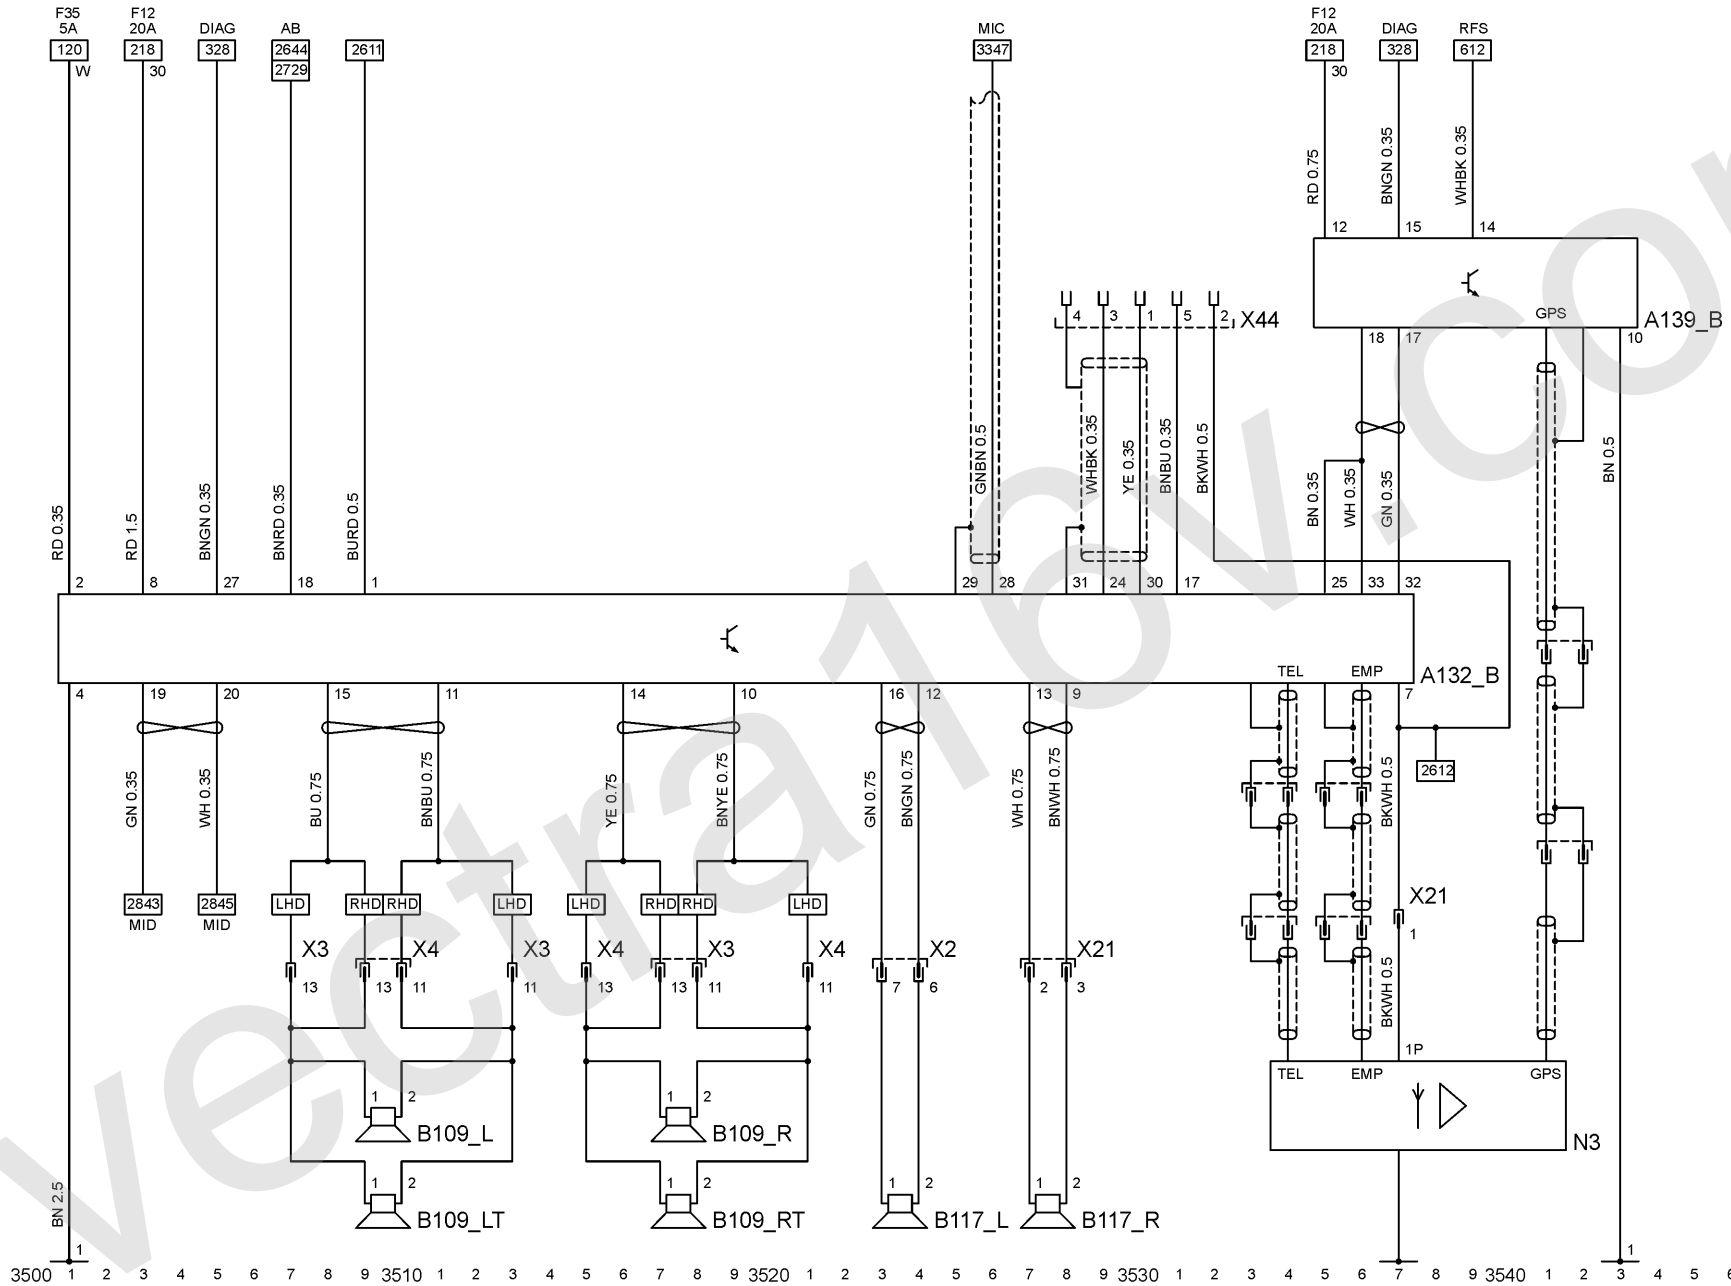 F35 F12 F12
5A 20A DIAG AB MIC 20A DIAG RFS
120 218 328 2644 2611 3347 218 328 612
W 30 2729 30
RD 0.75 BNGN 0.35 WHBK 0.35
12 15 14
GPS
A139_B
18 17 10
4 3 1 5 2 X44
RD 0.35 RD 1.5 BNGN 0.35 BNRD 0.35 BURD 0.5 GNBN 0.5 WHBK 0.35 YE 0.35 BNBU 0.35 BKWH 0.5 BN 0.35 WH 0.35 GN 0.35 BN 0.5
2 8 27 18 1 29 28 31 24 30 17 25 33 32
TEL EMP
A132_B
4 19 20 15 11 14 10 16 12 13 9 7
2612
GN 0.35 WH 0.35 BU 0.75 BNBU 0.75 YE 0.75 BNYE 0.75 GN 0.75 BNGN 0.75 WH 0.75 BNWH 0.75 BKWH 0.5
2843 2845 LHD RHD RHD LHD LHD RHD RHD LHD
MID MID
X21
1
X3 X4 X3 X4 X3 X4 X2 X21
13 13 11 11 13 13 11 11 7 6 2 3
BKWH 0.5
1P
TEL EMP GPS
N3
1 2 1 2
B109_L B109_R
1 2 1 2 1 2 1 2
B109_LT B109_RT B117_L B117_R
BN 2.5
1 1
3500 1 2 3 4 5 6 7 8 9 3510 1 2 3 4 5 6 7 8 9 3520 1 2 3 4 5 6 7 8 9 3530 1 2 3 4 5 6 7 8 9 3540 1 2 3 4 5 6
vectra16v.com